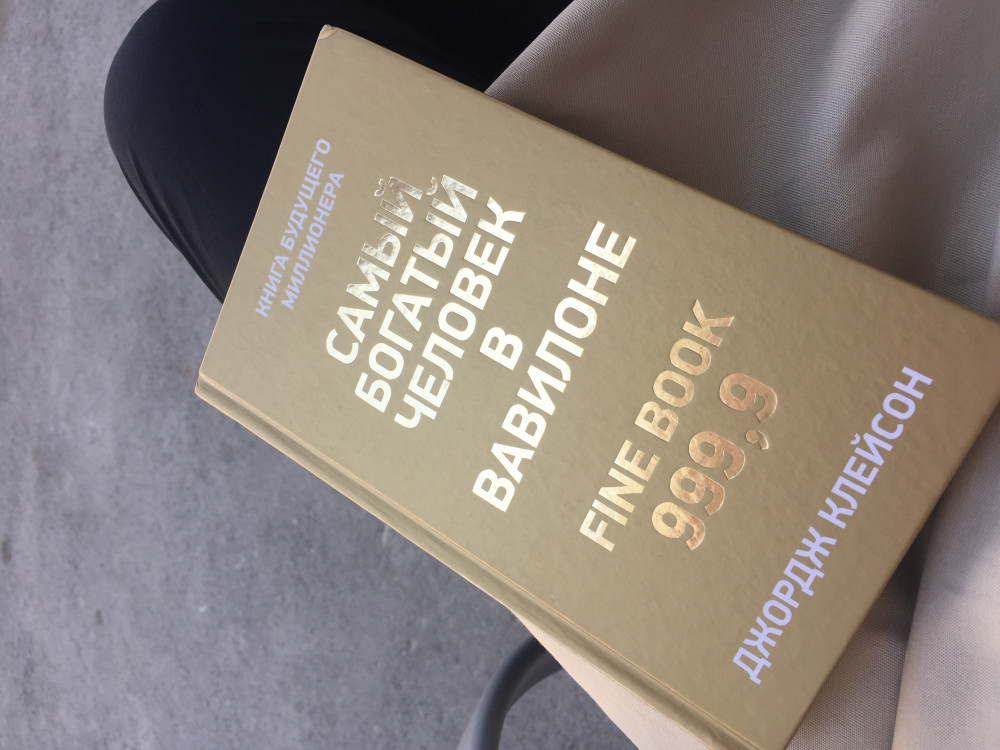 КНИГА БУДУЩЕГО
МИЛЛИОНЕРА
САМЫЙ
БОГАТЫЙ
ЧЕЛОВЕК
В
ВАВИЛОНЕ
FINE BOOK
999,9
ДЖОРДЖ КЛЕЙСОН